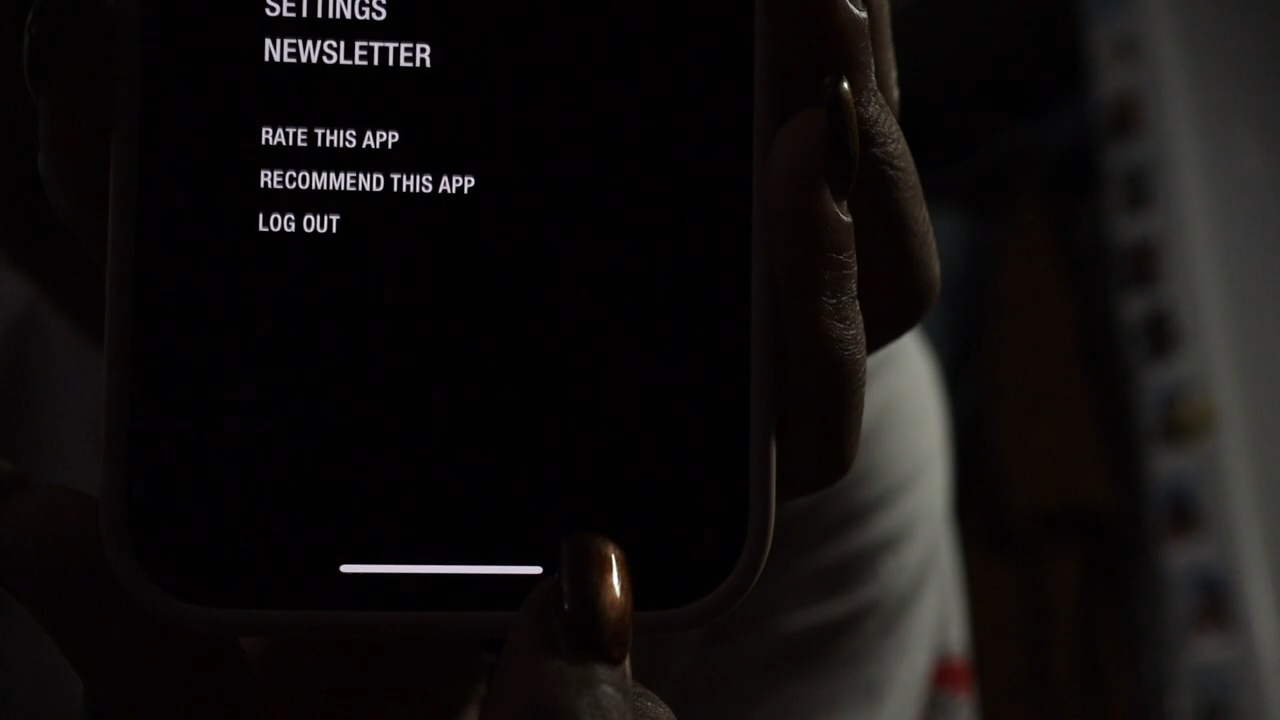 SETTINGS
NEWSLETTER
RATE THIS APP
RECOMMEND THIS APP
LOG OUT